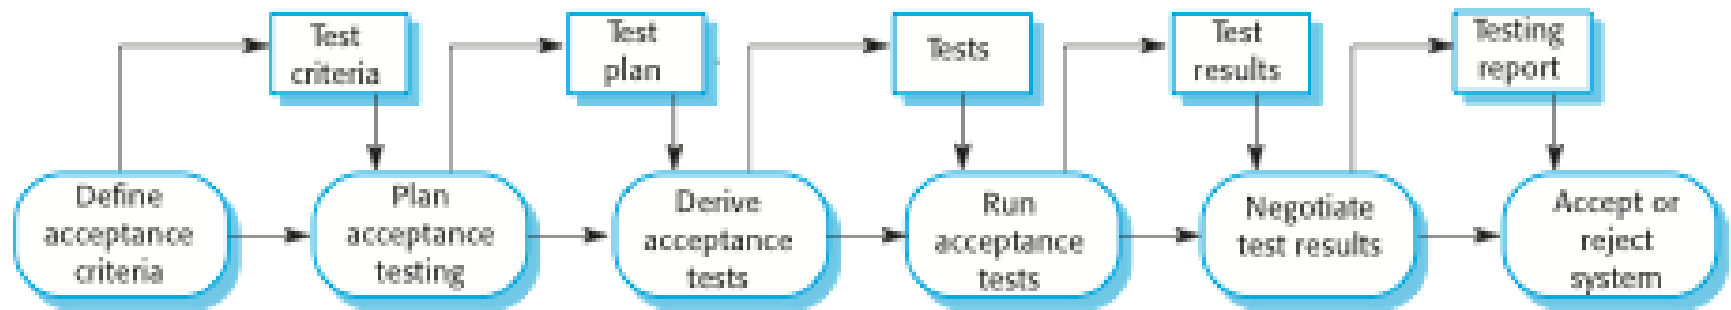 Test
criteria
Test
plan
Tests
Test
results
Testing
report
Define
acceptance
criteria
Plan
acceptance
testing
Derive
acceptance
tests
Run
acceptance
tests
Negotiate
test results
Accept or
reject
system